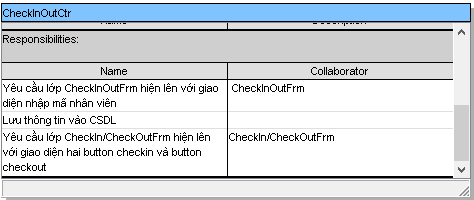 CheckInOutCtr
Name Description
Responsibilities:
Name Collaborator
Yêu cầu lớp CheckInOutFrm hiện lên với giao CheckInOutFrm
diện nhập mã nhân viên
Lưu thông tin vào CSDL
Yêu cầu lớp CheckIn/CheckOutFrm hiện lên CheckIn/CheckOutFrm
với giao diện hai button checkin và button
checkout